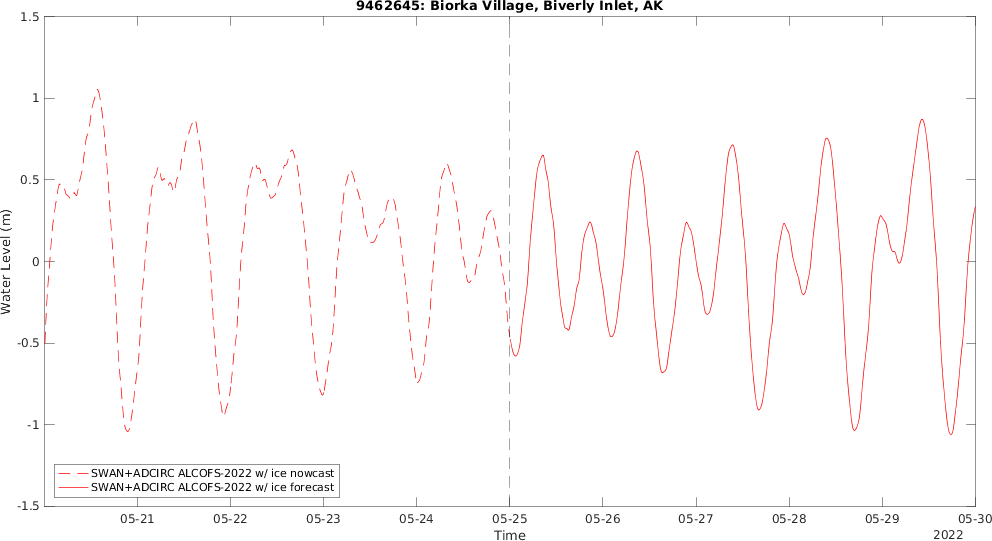 9462645: Biorka Village, Biverly Inlet, AK
1.5
1
0.5
0
-0.5
-1
-1.5
Water Level (m)
SWAN+ADCIRC ALCOFS-2022 w/ ice nowcast
SWAN+ADCIRC ALCOFS-2022 w/ ice forecast
05-21 05-22 05-23 05-24 05-25 05-26 05-27 05-28 05-29 05-30
Time
2022